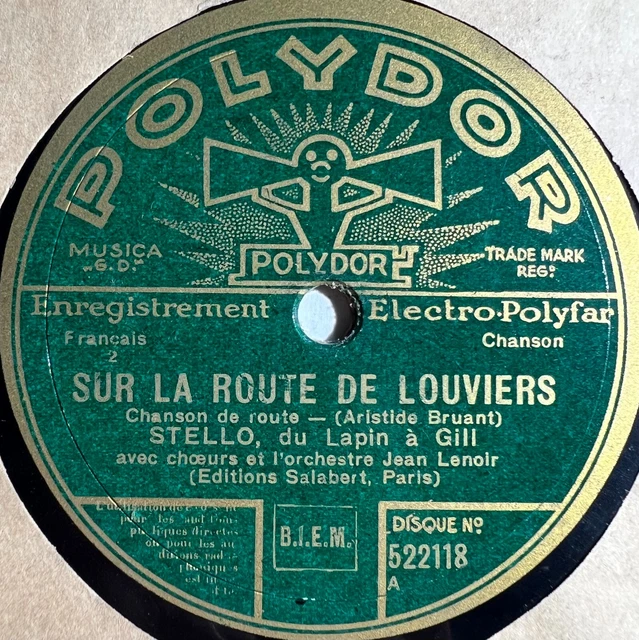 POLYDOR
POLYDOR
MUSICA
"G.D."
TRADE MARK
REG.
Enregistrement Electro-Polyfar
Français
2
Chanson
SUR LA ROUTE DE LOUVIERS
Chanson de route — (Aristide Bruant)
STELLO, du Lapin à Gill
avec chœurs et l'orchestre Jean Lenoir
(Editions Salabert, Paris)
B.I.E.M.
DISQUE Nº
522118
A